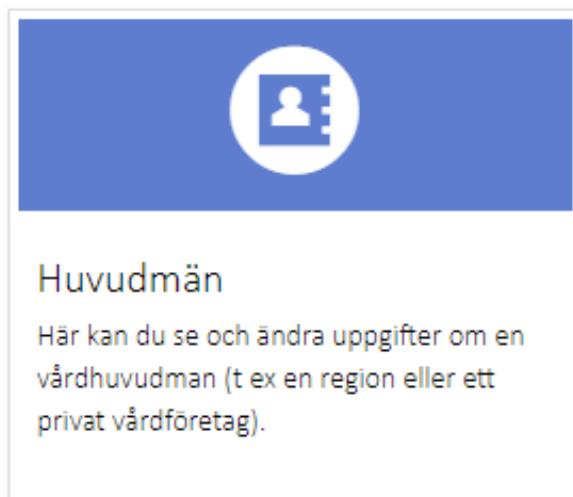 Huvudmän
Här kan du se och ändra uppgifter om en
vårdhuvudman (t ex en region eller ett
privat vårdföretag).